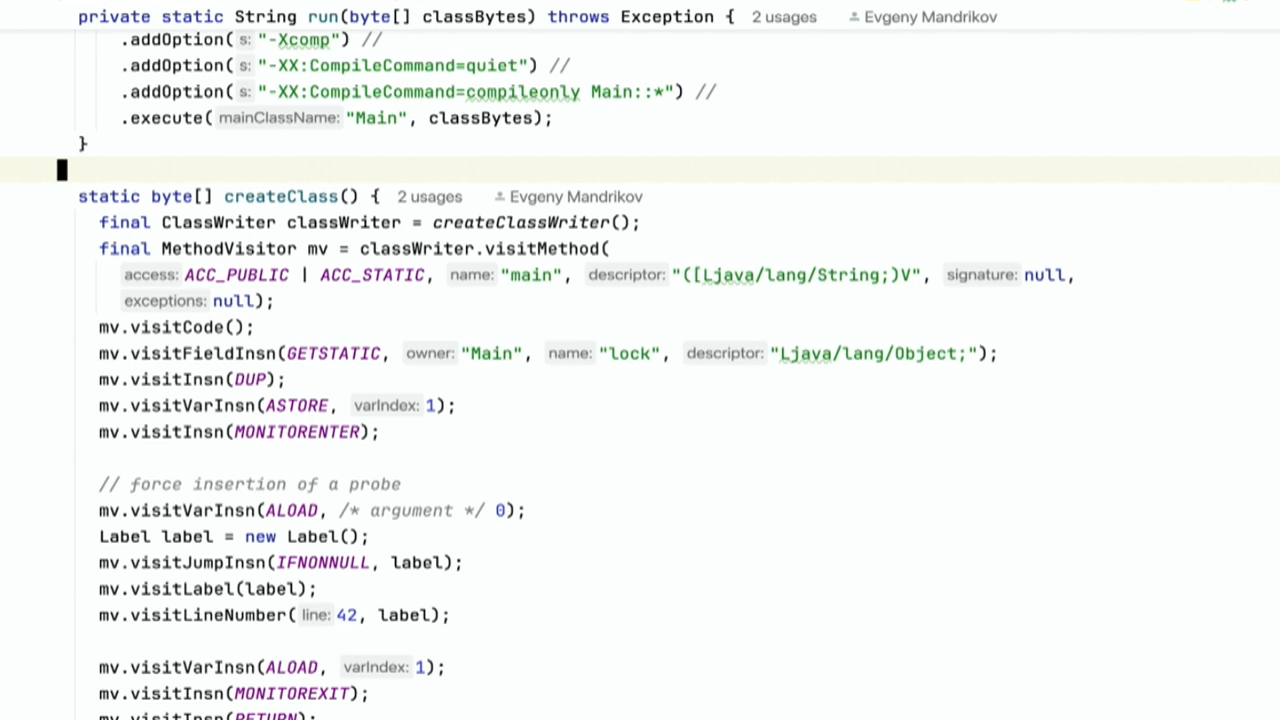 private static String run(byte[] classBytes) throws Exception { 2 usages Evgeny Mandrikov
.addOption( s: "-Xcomp") //
.addOption( s: "-XX:CompileCommand=quiet") //
.addOption( s: "-XX:CompileCommand=compileonly Main::*") //
.execute( mainClassName: "Main", classBytes);
}
static byte[] createClass() { 2 usages Evgeny Mandrikov
final ClassWriter classWriter = createClassWriter();
final MethodVisitor mv = classWriter.visitMethod(
access: ACC_PUBLIC | ACC_STATIC, name: "main", descriptor: "([Ljava/lang/String;)V", signature: null,
exceptions: null);
mv.visitCode();
mv.visitFieldInsn(GETSTATIC, owner: "Main", name: "lock", descriptor: "Ljava/lang/Object;");
mv.visitInsn(DUP);
mv.visitVarInsn(ASTORE, varIndex: 1);
mv.visitInsn(MONITORENTER);
// force insertion of a probe
mv.visitVarInsn(ALOAD, /* argument */ 0);
Label label = new Label();
mv.visitJumpInsn(IFNONNULL, label);
mv.visitLabel(label);
mv.visitLineNumber( line: 42, label);
mv.visitVarInsn(ALOAD, varIndex: 1);
mv.visitInsn(MONITOREXIT);
mv.visitInsn(RETURN);